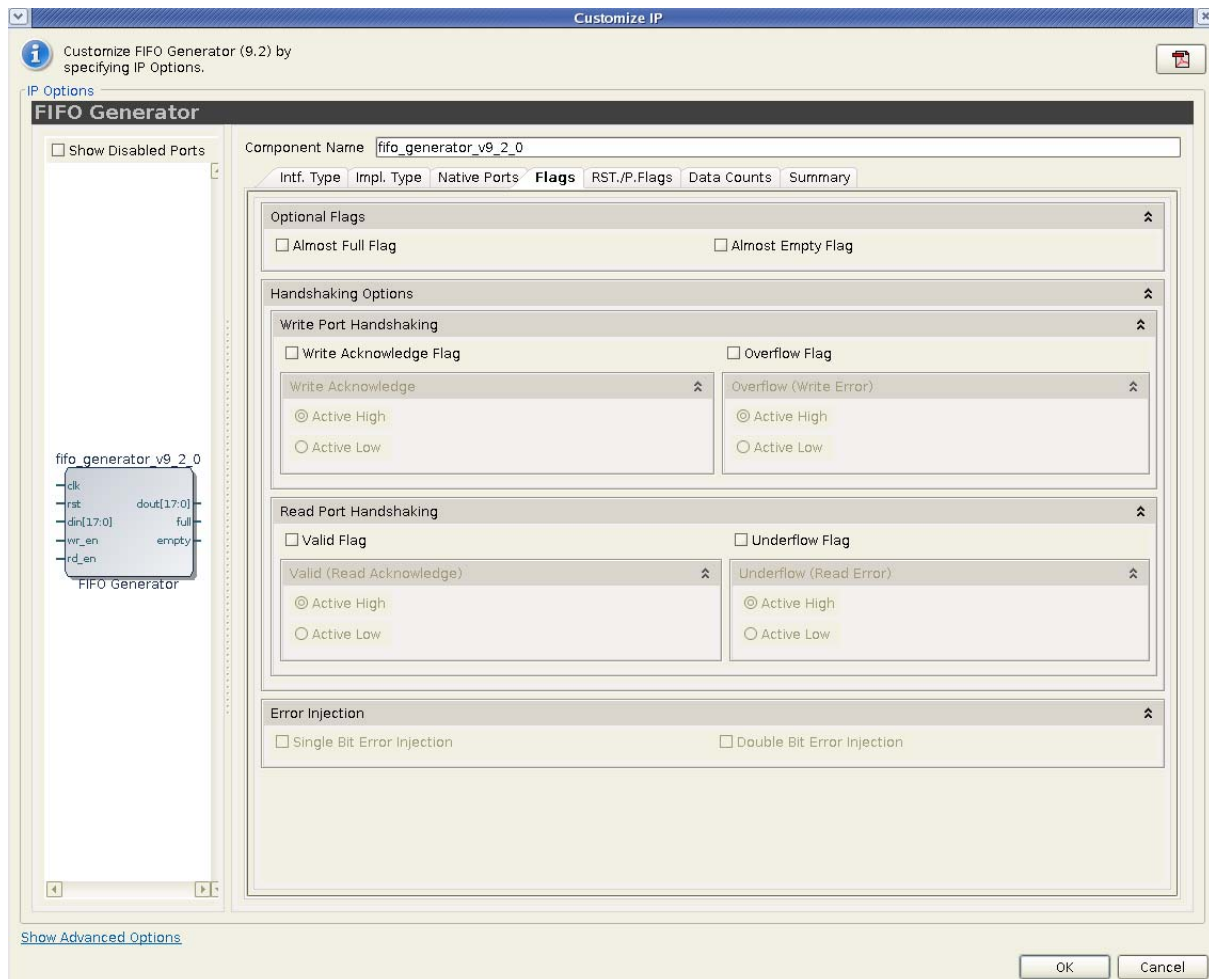 Customize IP
Customize FIFO Generator (9.2) by
specifying IP Options.
IP Options
FIFO Generator
Show Disabled Ports
Component Name fifo_generator_v9_2_0
Intf. Type Impl. Type Native Ports Flags RST./P.Flags Data Counts Summary
Optional Flags
Almost Full Flag Almost Empty Flag
Handshaking Options
Write Port Handshaking
Write Acknowledge Flag Overflow Flag
Write Acknowledge Overflow (Write Error)
Active High Active High
Active Low Active Low
fifo_generator_v9_2_0
clk
rst dout[17:0]
din[17:0] full
wr_en empty
rd_en
FIFO Generator
Read Port Handshaking
Valid Flag Underflow Flag
Valid (Read Acknowledge) Underflow (Read Error)
Active High Active High
Active Low Active Low
Error Injection
Single Bit Error Injection Double Bit Error Injection
Show Advanced Options
OK Cancel